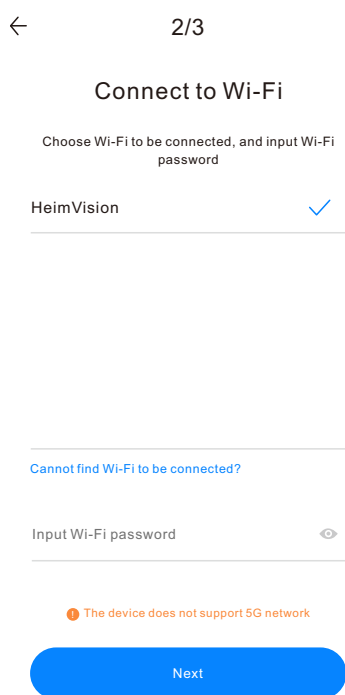 2/3
Connect to Wi-Fi
Choose Wi-Fi to be connected, and input Wi-Fi
password
HeimVision
Cannot find Wi-Fi to be connected?
Input Wi-Fi password
The device does not support 5G network
Next